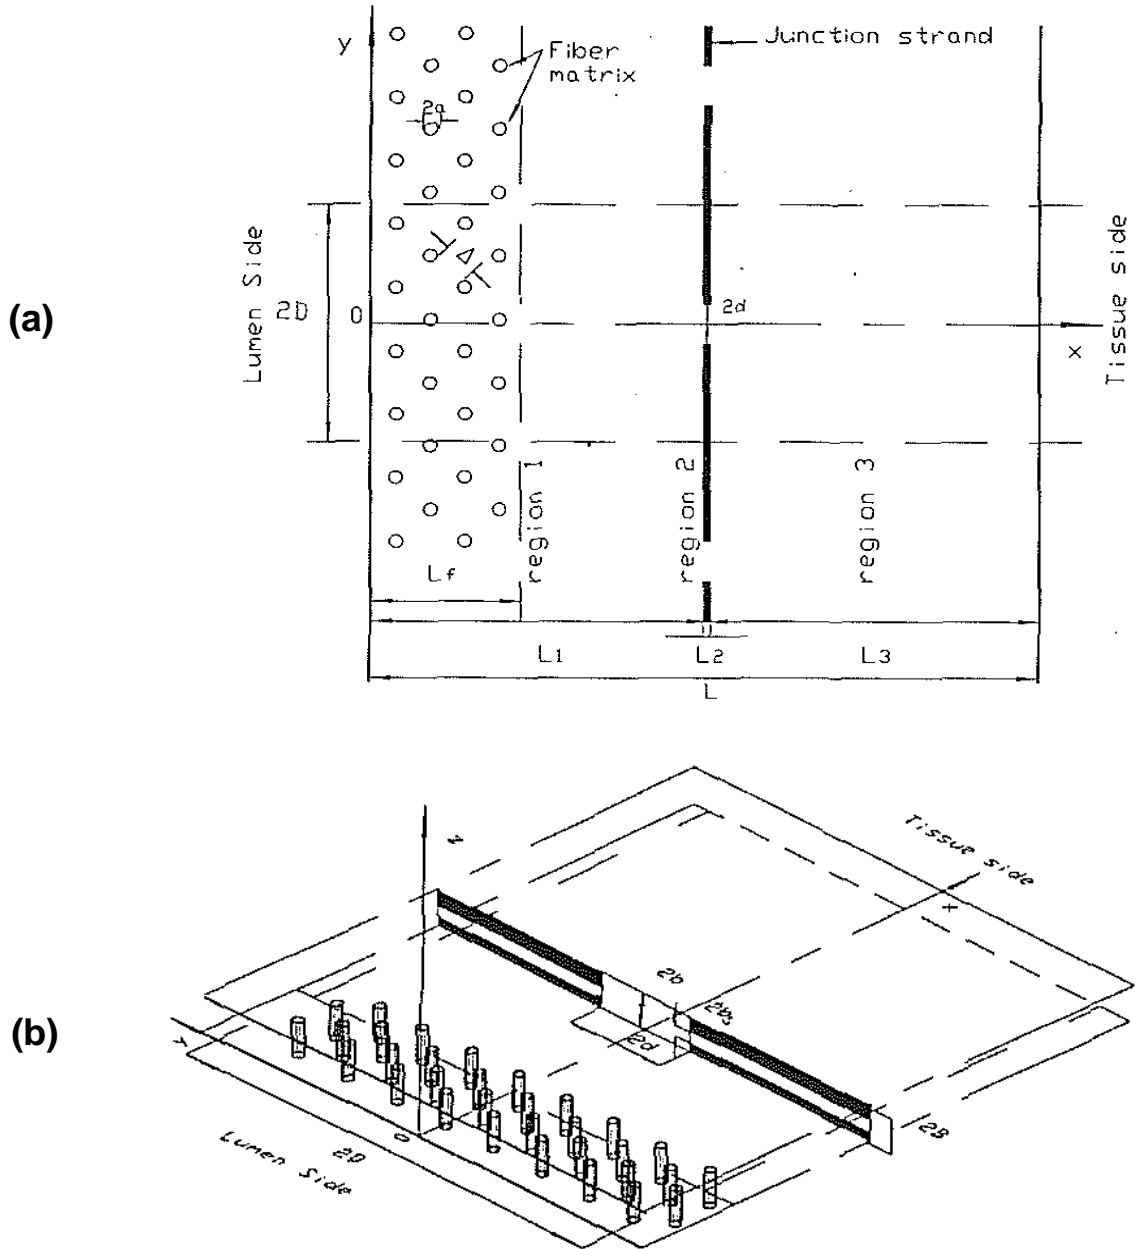 (a)
y
Fiber
matrix
Junction strand
2a
Lumen Side
2D
0
Δ
2d
x
Tissue side
region 1
region 2
region 3
Lf
L1
L2
L3
L
(b)
z
Tissue side
x
2b
2bs
2d
y
0
2D
Lumen Side
2B